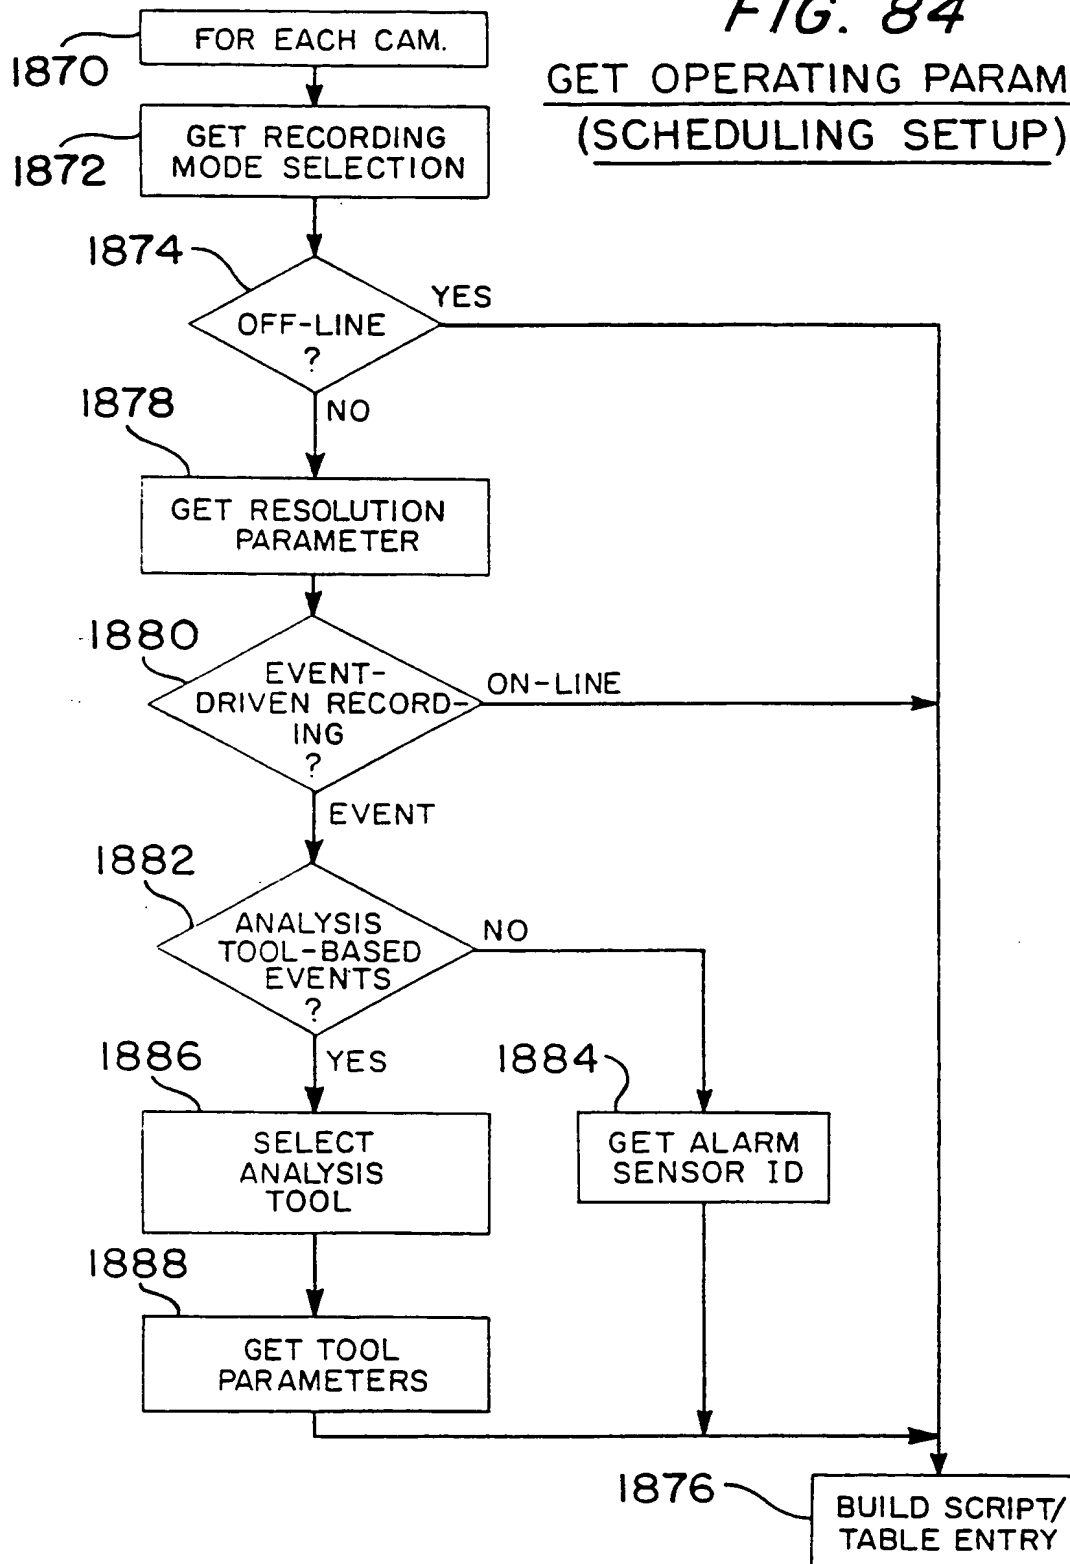 FIG. 84
GET OPERATING PARAM
(SCHEDULING SETUP)
1870
FOR EACH CAM.
1872
GET RECORDING
MODE SELECTION
1874
OFF-LINE
?
YES
NO
1878
GET RESOLUTION
PARAMETER
1880
EVENT-
DRIVEN RECORD-
ING
?
ON-LINE
EVENT
1882
ANALYSIS
TOOL-BASED
EVENTS
?
NO
YES
1886
SELECT
ANALYSIS
TOOL
1884
GET ALARM
SENSOR ID
1888
GET TOOL
PARAMETERS
1876
BUILD SCRIPT/
TABLE ENTRY